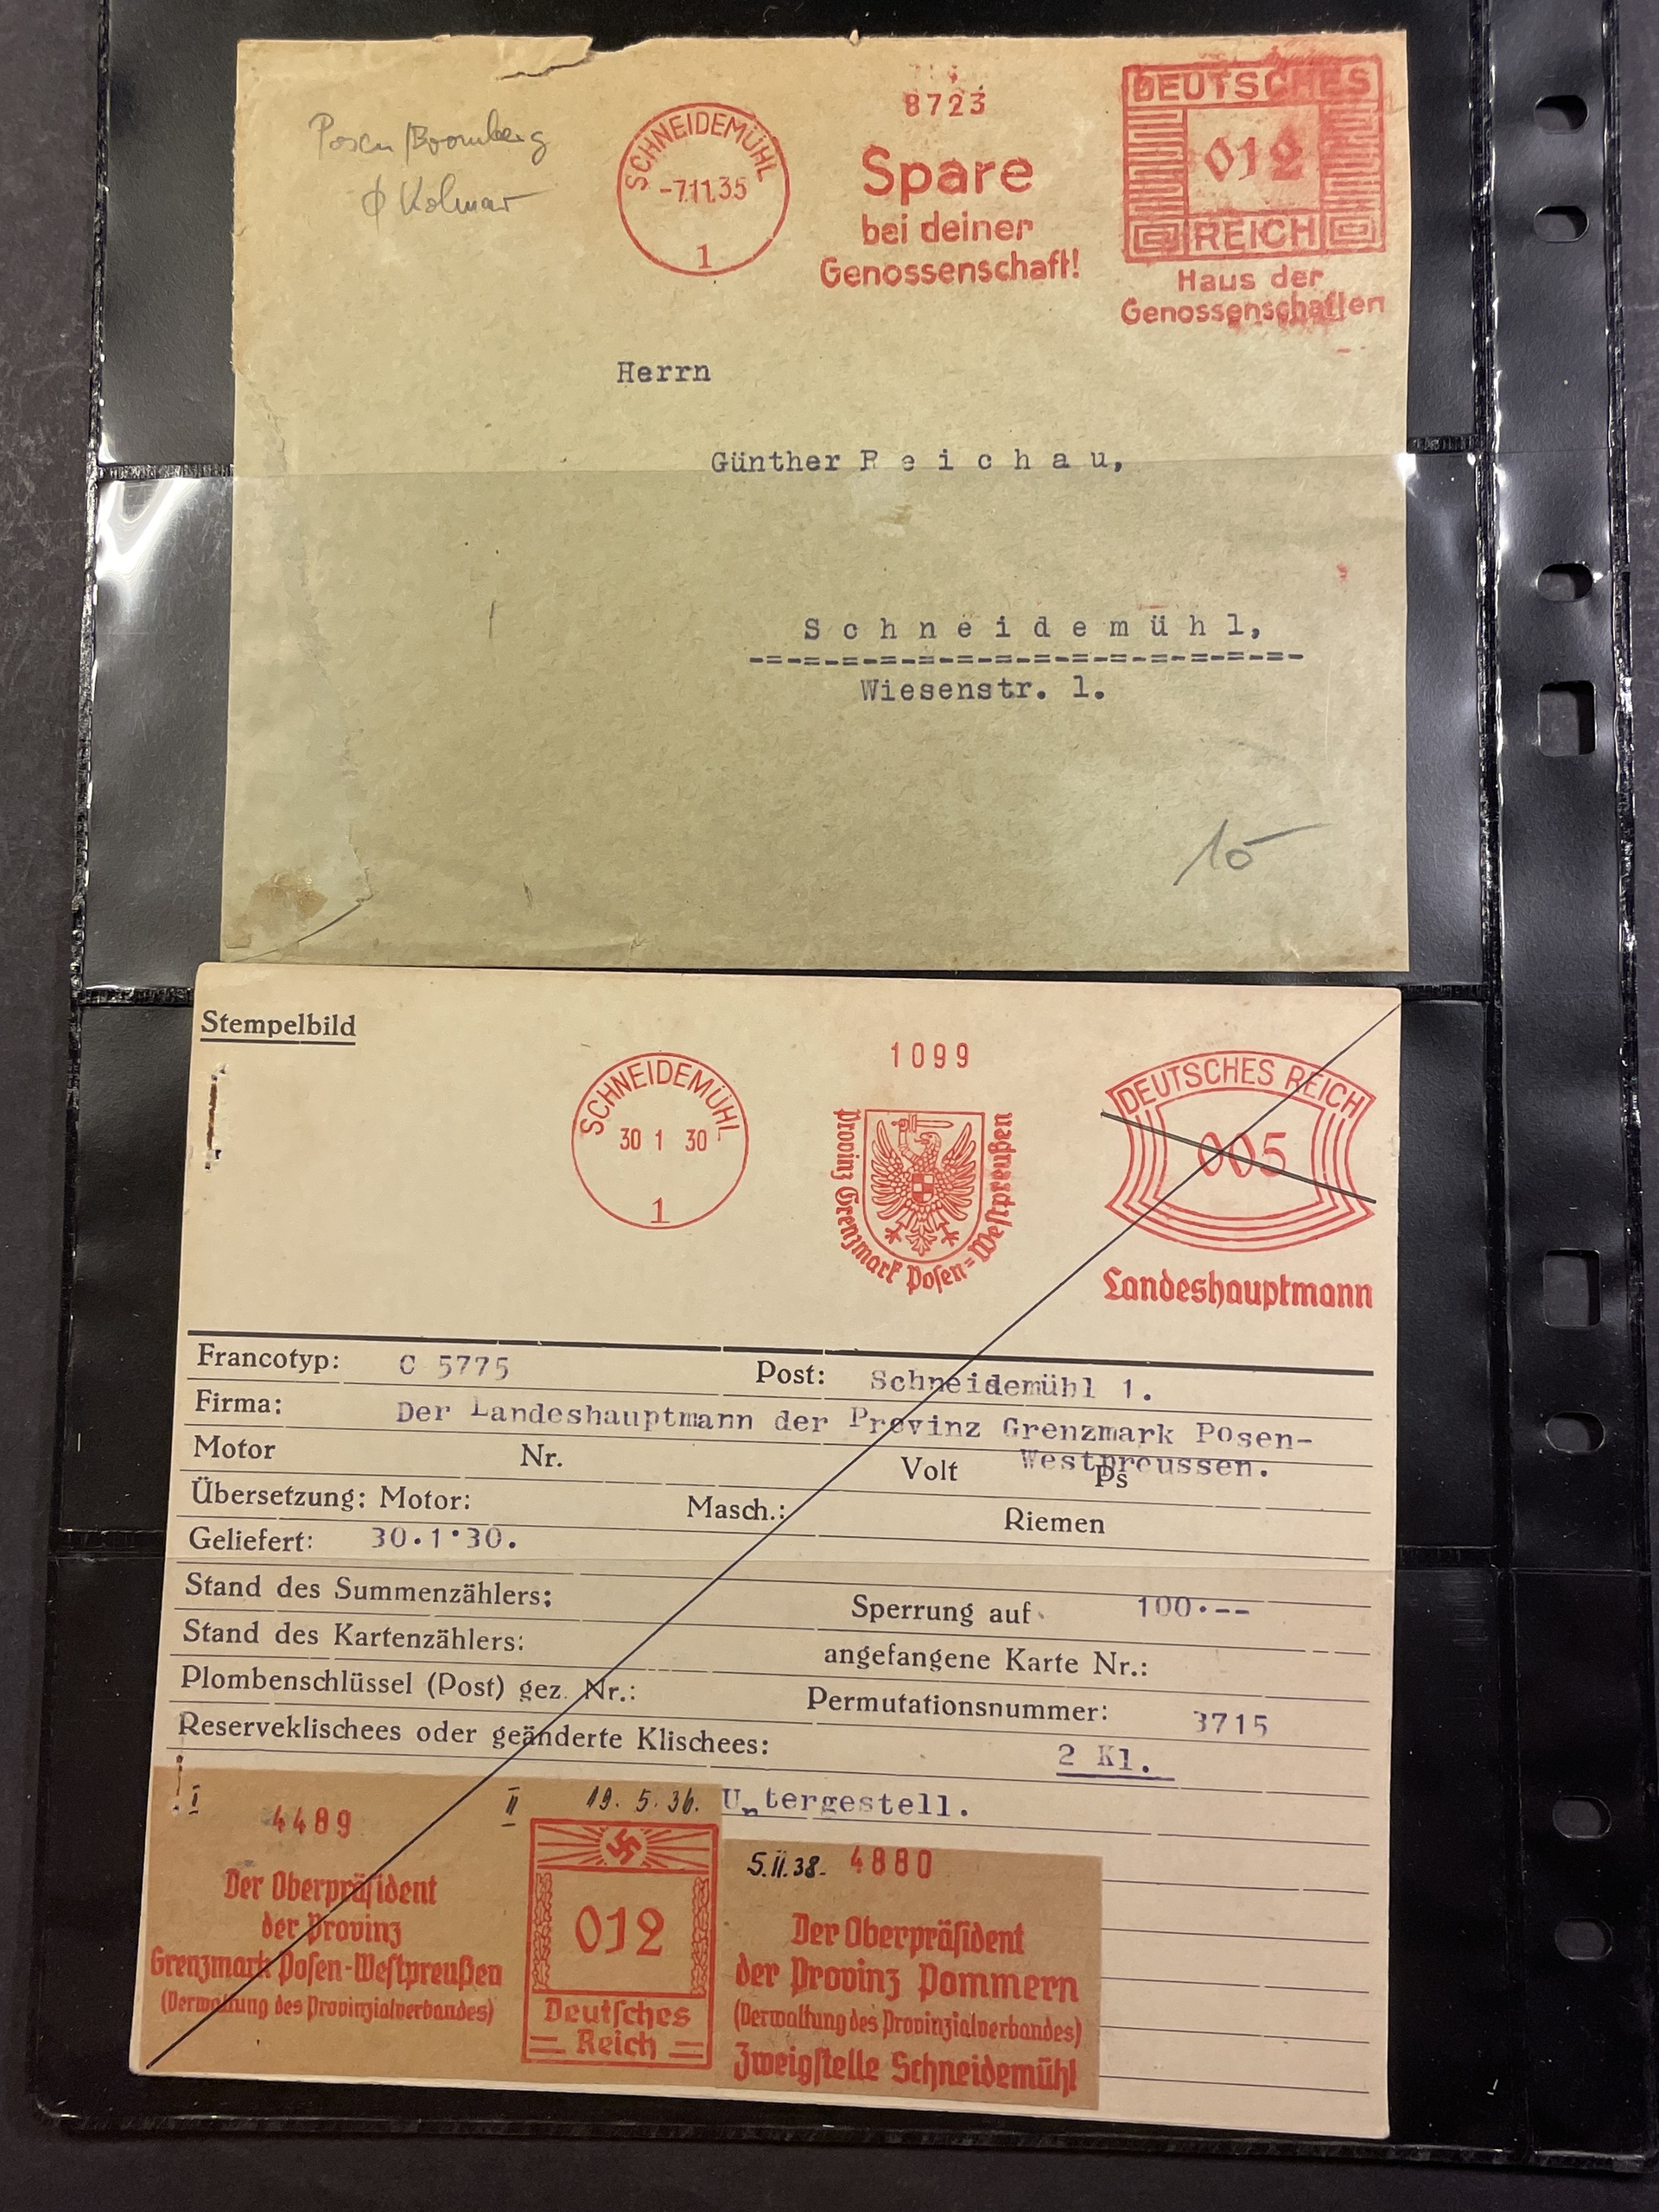 Posen/Bromberg
Kolmar
SCHNEIDEMÜHL
-7.11.35
1
8723
Spare
bei deiner
Genossenschaft!
DEUTSCHES
012
REICH
Haus der
Genossenschaften
Herrn
Günther Reichau,
Schneidemühl,
-=-=-=-=-=-=-=-=-=-=-=-=-=-=-
Wiesenstr. 1.
10
Stempelbild
SCHNEIDEMÜHL
30 1 30
1
1099
Provinz Grenzmark Posen-Westpreußen
DEUTSCHES REICH
005
Landeshauptmann
Francotyp: C 5775 Post: Schneidemühl 1.
Firma: Der Landeshauptmann der Provinz Grenzmark Posen-
Westpreussen.
Motor Nr. Volt Ps
Übersetzung: Motor: Masch.: Riemen
Geliefert: 30.1.30.
Stand des Summenzählers: Sperrung auf 100.--
Stand des Kartenzählers: angefangene Karte Nr.:
Plombenschlüssel (Post) gez. Nr.: Permutationsnummer: 3715
Reserveklischees oder geänderte Klischees: 2 Kl.
Untergestell.
I 4489 II 19. 5. 36.
Der Oberpräsident
der Provinz
Grenzmark Posen-Westpreußen
(Verwaltung des Provinzialverbandes)
012
Deutsches
Reich
5.II.38. 4880
Der Oberpräsident
der Provinz Pommern
(Verwaltung des Provinzialverbandes)
Zweigstelle Schneidemühl